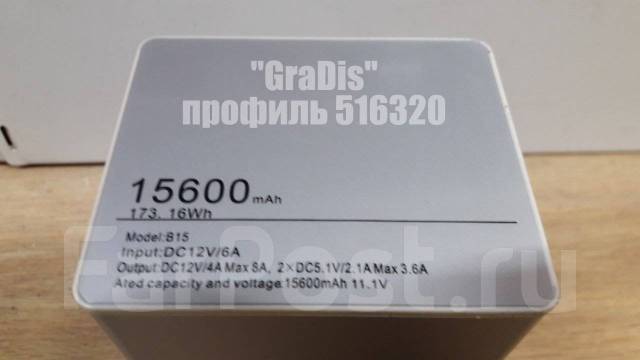 "GraDis"
профиль 516320
15600 mAh
173.16Wh
Model:B15
Input:DC12V/6A
Output:DC12V/4A Max 8A, 2×DC5.1V/2.1A Max 3.6A
Ated capacity and voltage:15600mAh 11.1V
FarPost.ru